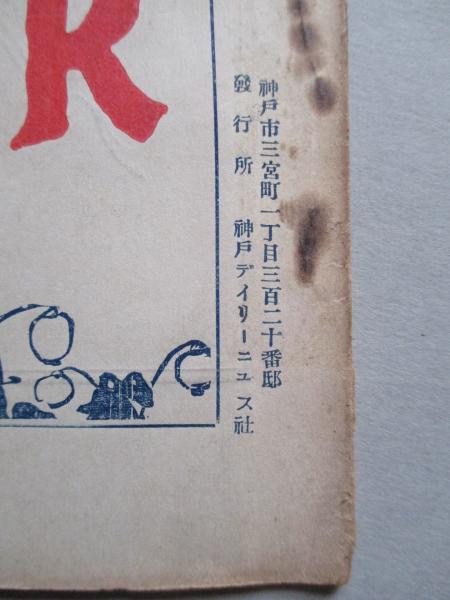 R
神戸市三宮町一丁目三百二十番邸
發行所 神戸デイリーニュス社